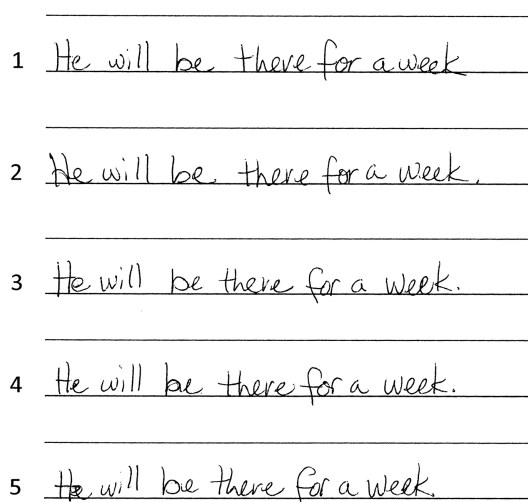 1 He will be there for a week
2 He will be there for a week.
3 He will be there for a week.
4 He will be there for a week.
5 He will be there for a week.